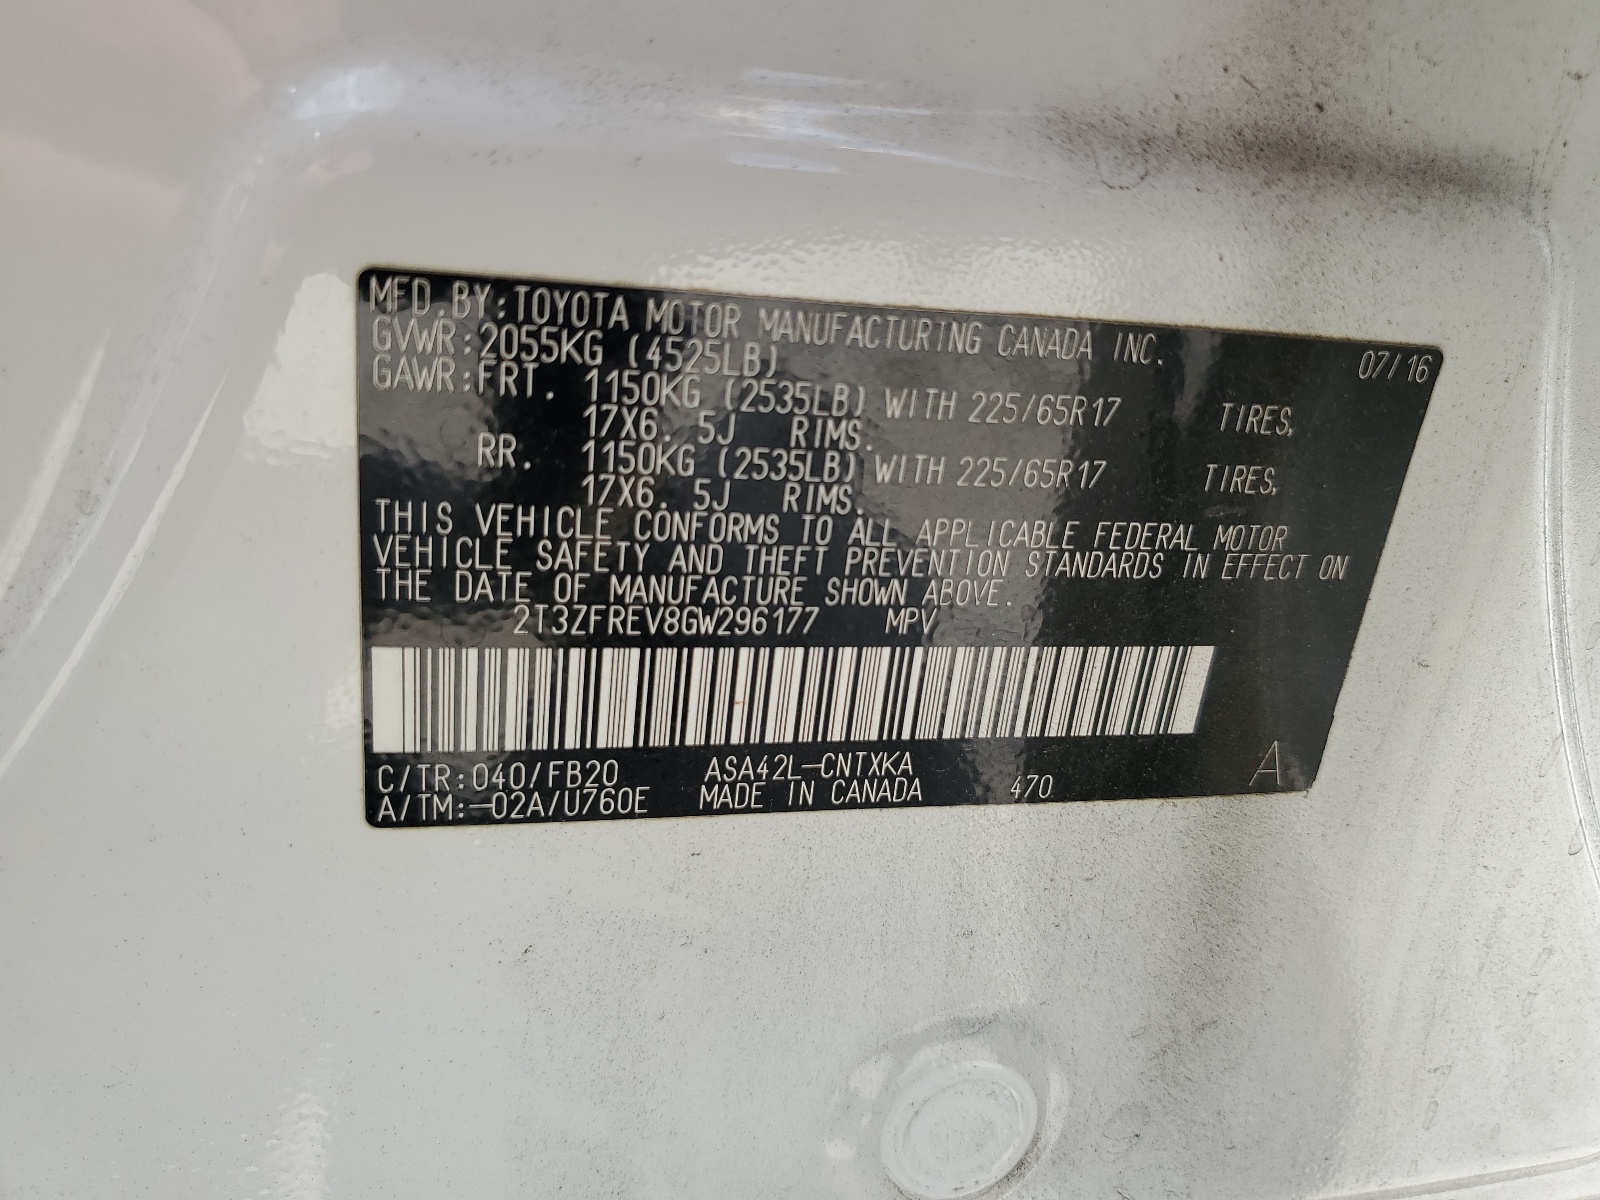 MFD.BY:TOYOTA MOTOR MANUFACTURING CANADA INC. 07/16
GVWR:2055KG (4525LB)
GAWR:FRT. 1150KG (2535LB) WITH 225/65R17 TIRES,
17X6.5J RIMS.
RR. 1150KG (2535LB) WITH 225/65R17 TIRES,
17X6.5J RIMS.
THIS VEHICLE CONFORMS TO ALL APPLICABLE FEDERAL MOTOR
VEHICLE SAFETY AND THEFT PREVENTION STANDARDS IN EFFECT ON
THE DATE OF MANUFACTURE SHOWN ABOVE.
2T3ZFREV8GW296177 MPV
C/TR:040/FB20 ASA42L-CNTXKA A
A/TM:-02A/U760E MADE IN CANADA 470